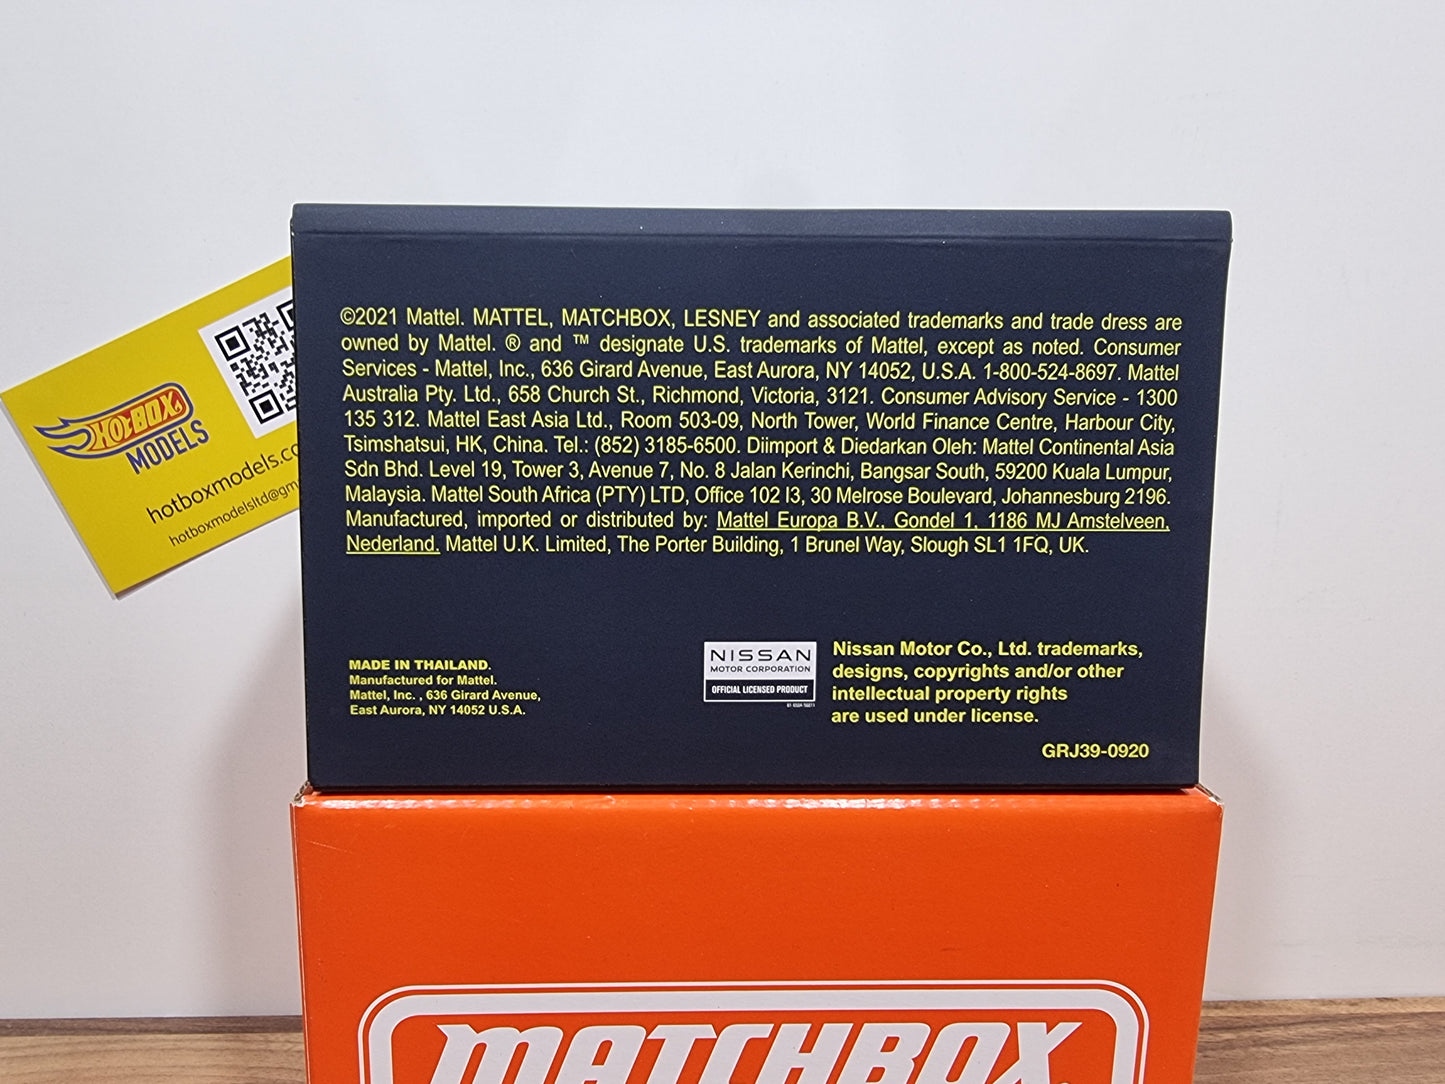 ©2021 Mattel. MATTEL, MATCHBOX, LESNEY and associated trademarks and trade dress are
owned by Mattel. ® and ™ designate U.S. trademarks of Mattel, except as noted. Consumer
Services - Mattel, Inc., 636 Girard Avenue, East Aurora, NY 14052, U.S.A. 1-800-524-8697. Mattel
Australia Pty. Ltd., 658 Church St., Richmond, Victoria, 3121. Consumer Advisory Service - 1300
135 312. Mattel East Asia Ltd., Room 503-09, North Tower, World Finance Centre, Harbour City,
Tsimshatsui, HK, China. Tel.: (852) 3185-6500. Diimport & Diedarkan Oleh: Mattel Continental Asia
Sdn Bhd. Level 19, Tower 3, Avenue 7, No. 8 Jalan Kerinchi, Bangsar South, 59200 Kuala Lumpur,
Malaysia. Mattel South Africa (PTY) LTD, Office 102 I3, 30 Melrose Boulevard, Johannesburg 2196.
Manufactured, imported or distributed by: Mattel Europa B.V., Gondel 1, 1186 MJ Amstelveen,
Nederland. Mattel U.K. Limited, The Porter Building, 1 Brunel Way, Slough SL1 1FQ, UK.
HOTBOX
MODELS
hotboxmodels.co
hotboxmodelsltd@gm
MADE IN THAILAND.
Manufactured for Mattel.
Mattel, Inc. , 636 Girard Avenue,
East Aurora, NY 14052 U.S.A.
NISSAN
MOTOR CORPORATION
OFFICIAL LICENSED PRODUCT
Nissan Motor Co., Ltd. trademarks,
designs, copyrights and/or other
intellectual property rights
are used under license.
GRJ39-0920
MATCHBOX